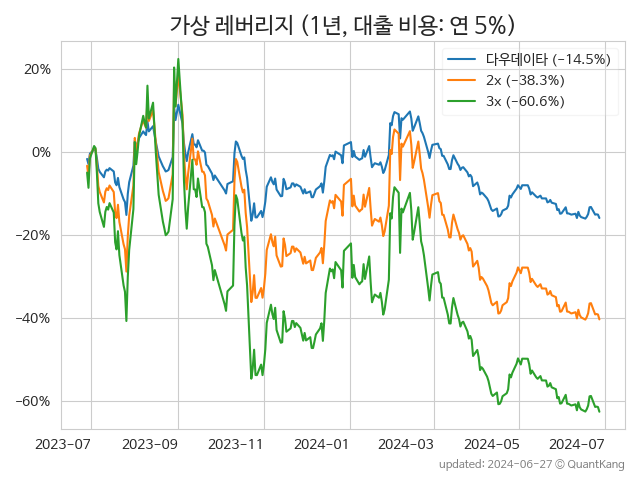 가상 레버리지 (1년, 대출 비용: 연 5%)
다우데이타 (−14.5%)
2x (−38.3%)
3x (−60.6%)
20%
0%
−20%
−40%
−60%
2023-07 2023-09 2023-11 2024-01 2024-03 2024-05 2024-07
updated: 2024-06-27 © QuantKang